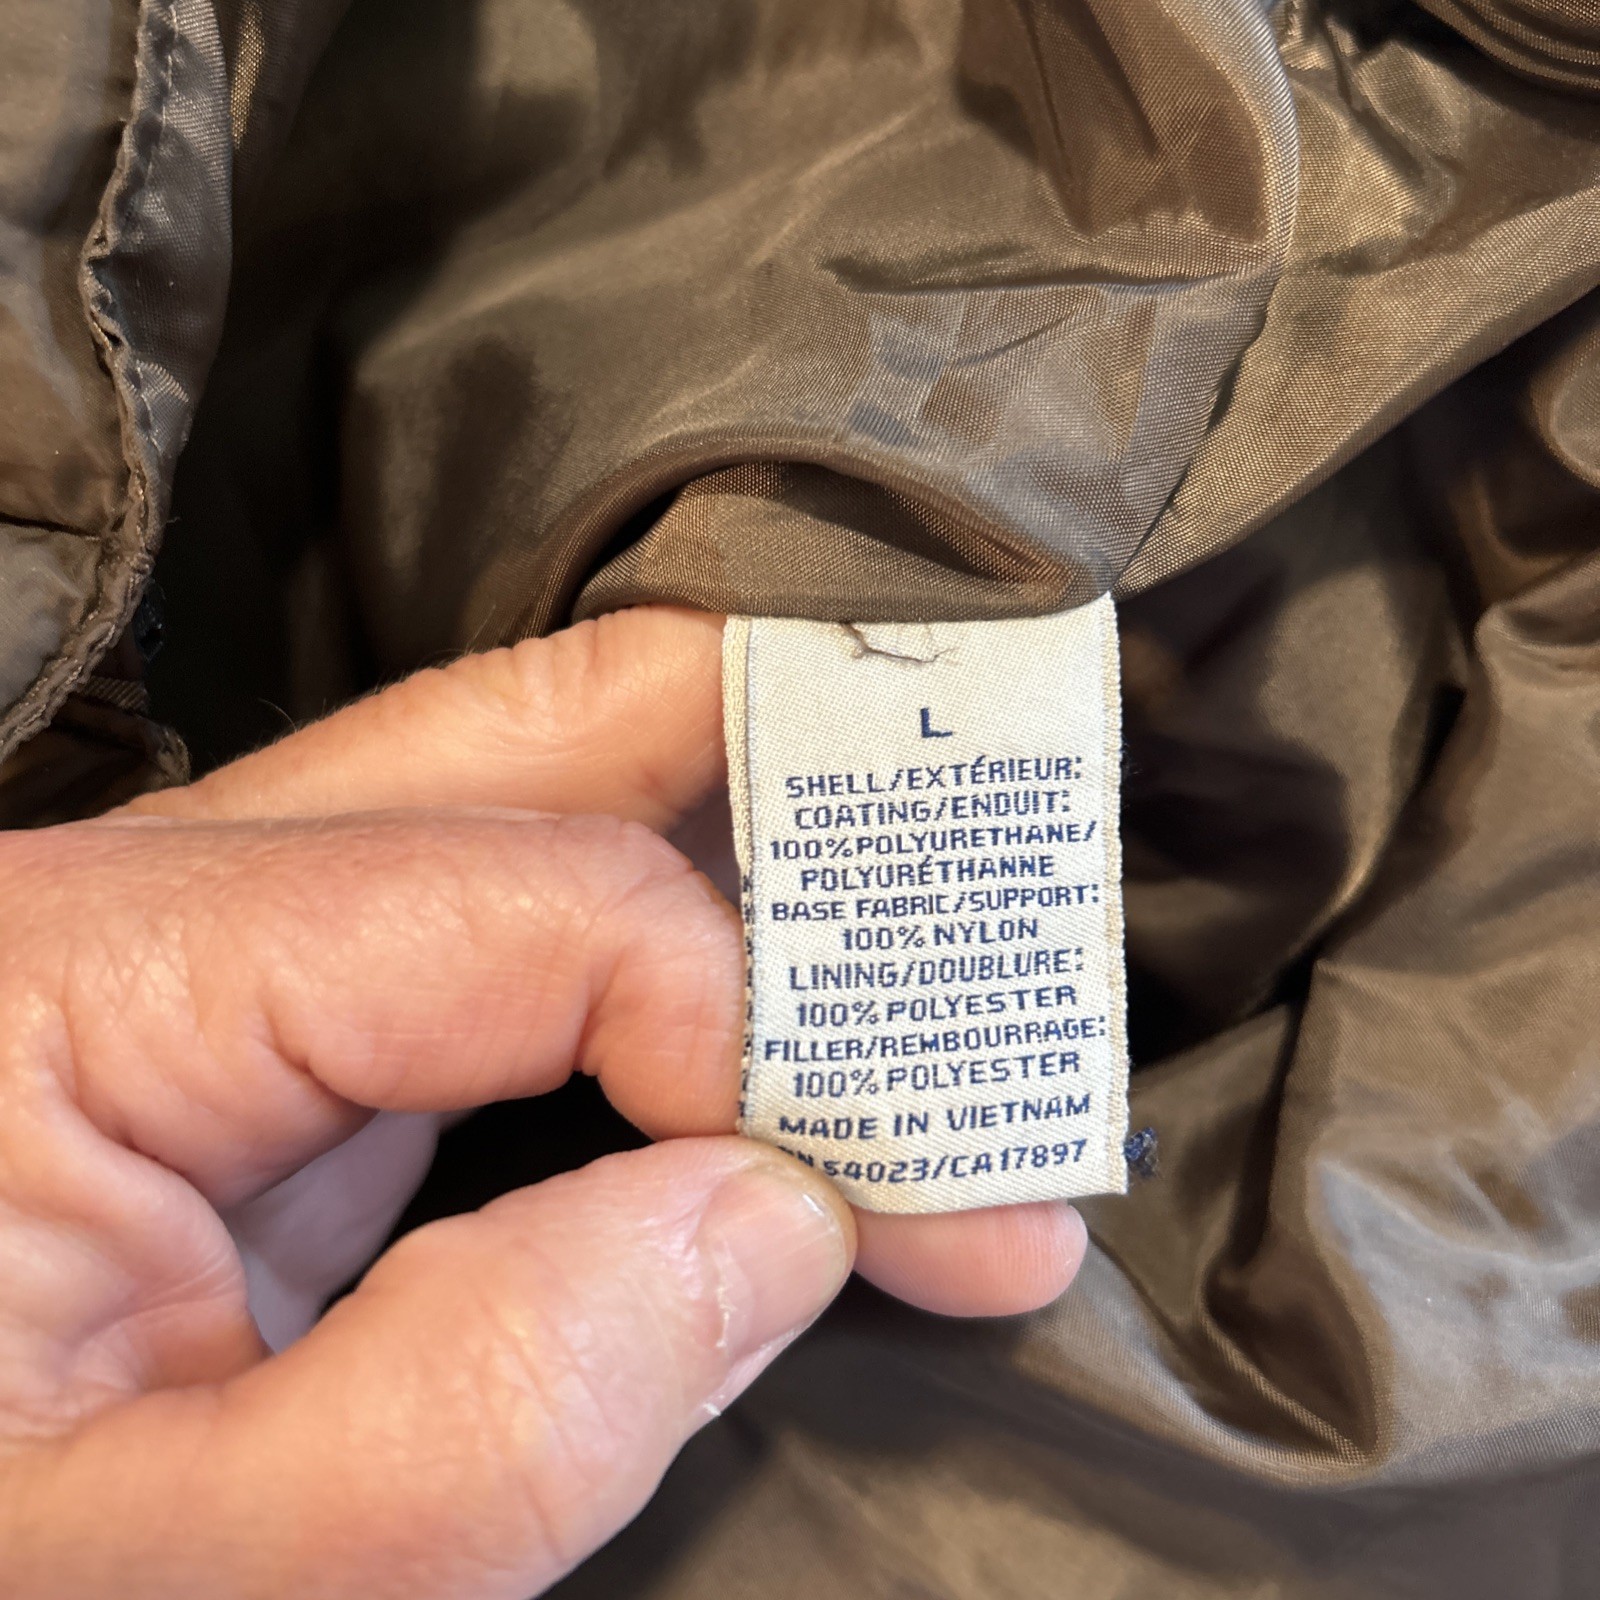 L
SHELL/EXTÉRIEUR:
COATING/ENDUIT:
100% POLYURETHANE/
POLYURÉTHANNE
BASE FABRIC/SUPPORT:
100% NYLON
LINING/DOUBLURE:
100% POLYESTER
FILLER/REMBOURRAGE:
100% POLYESTER
MADE IN VIETNAM
54023/CA17897